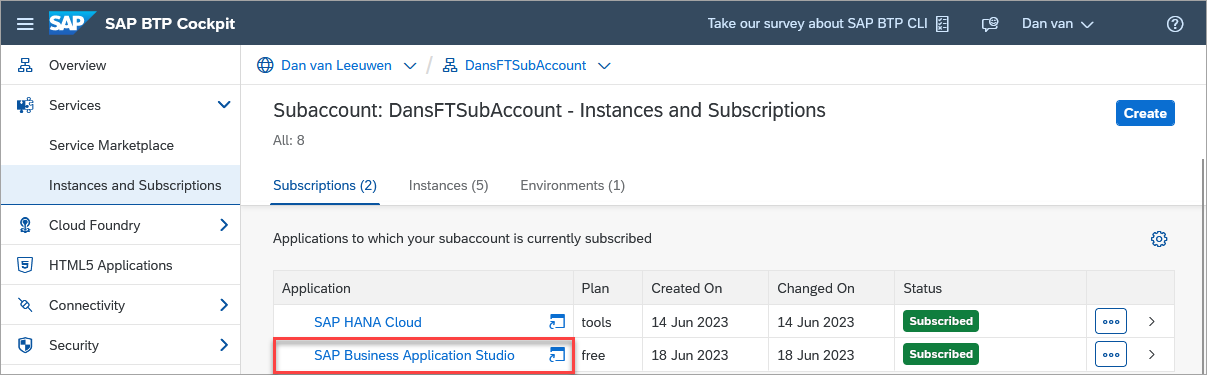 SAP SAP BTP Cockpit Take our survey about SAP BTP CLI Dan van
Overview
Dan van Leeuwen / DansFTSubAccount
Services
Service Marketplace
Instances and Subscriptions
Cloud Foundry
HTML5 Applications
Connectivity
Security
Subaccount: DansFTSubAccount - Instances and Subscriptions
Create
All: 8
Subscriptions (2) Instances (5) Environments (1)
Applications to which your subaccount is currently subscribed
Application Plan Created On Changed On Status
SAP HANA Cloud tools 14 Jun 2023 14 Jun 2023 Subscribed
SAP Business Application Studio free 18 Jun 2023 18 Jun 2023 Subscribed